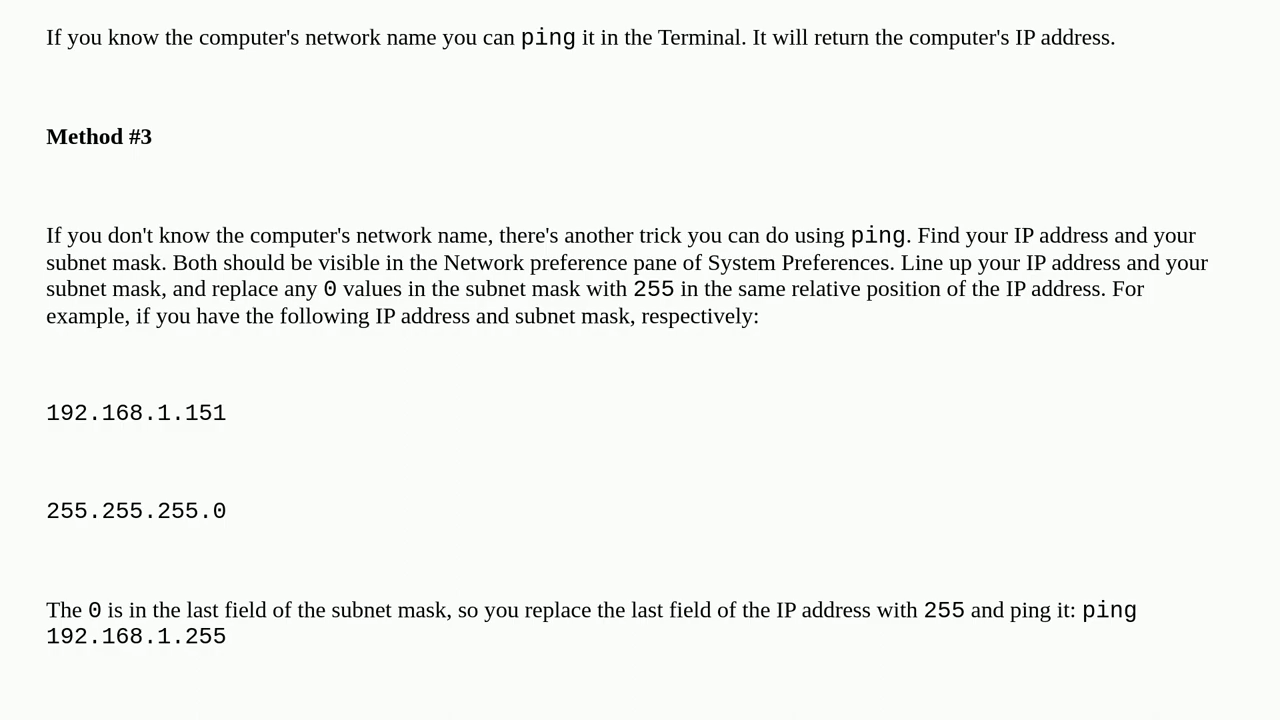 If you know the computer's network name you can ping it in the Terminal. It will return the computer's IP address.
Method #3
If you don't know the computer's network name, there's another trick you can do using ping. Find your IP address and your
subnet mask. Both should be visible in the Network preference pane of System Preferences. Line up your IP address and your
subnet mask, and replace any 0 values in the subnet mask with 255 in the same relative position of the IP address. For
example, if you have the following IP address and subnet mask, respectively:
192.168.1.151
255.255.255.0
The 0 is in the last field of the subnet mask, so you replace the last field of the IP address with 255 and ping it: ping
192.168.1.255